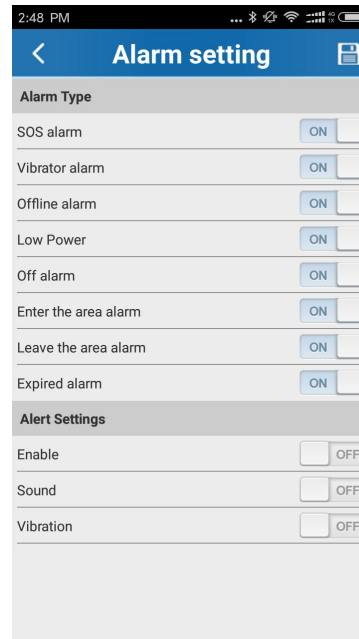 2:48 PM
Alarm setting
Alarm Type
SOS alarm ON
Vibrator alarm ON
Offline alarm ON
Low Power ON
Off alarm ON
Enter the area alarm ON
Leave the area alarm ON
Expired alarm ON
Alert Settings
Enable OFF
Sound OFF
Vibration OFF